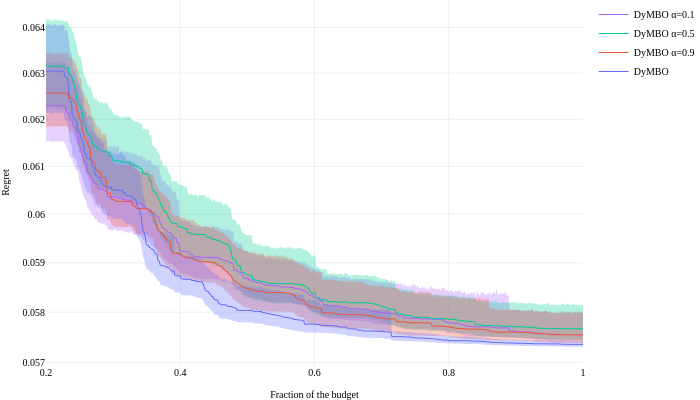 DyMBO α=0.1
DyMBO α=0.5
DyMBO α=0.9
DyMBO
0.064
0.063
0.062
0.061
0.06
0.059
0.058
0.057
Regret
0.2 0.4 0.6 0.8 1
Fraction of the budget